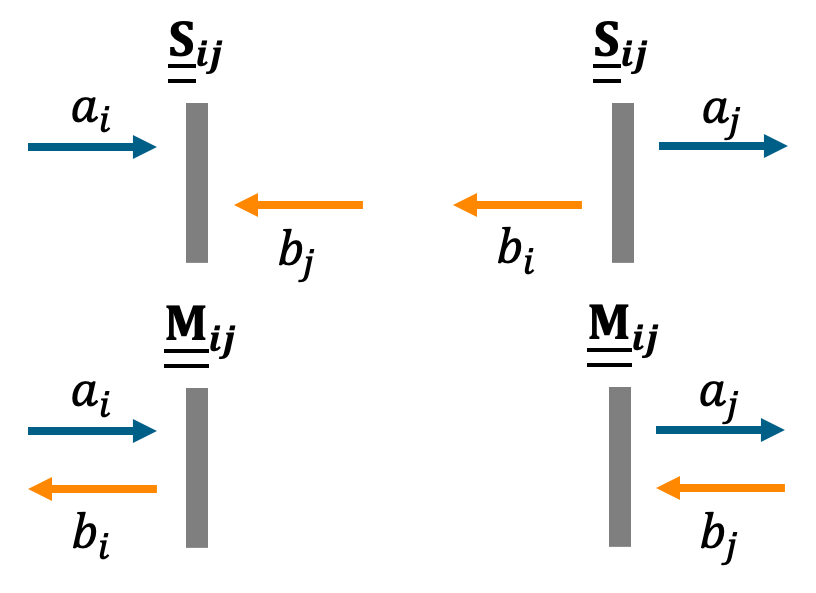 S_ij S_ij
a_i a_j
b_j b_i
M_ij M_ij
a_i a_j
b_i b_j